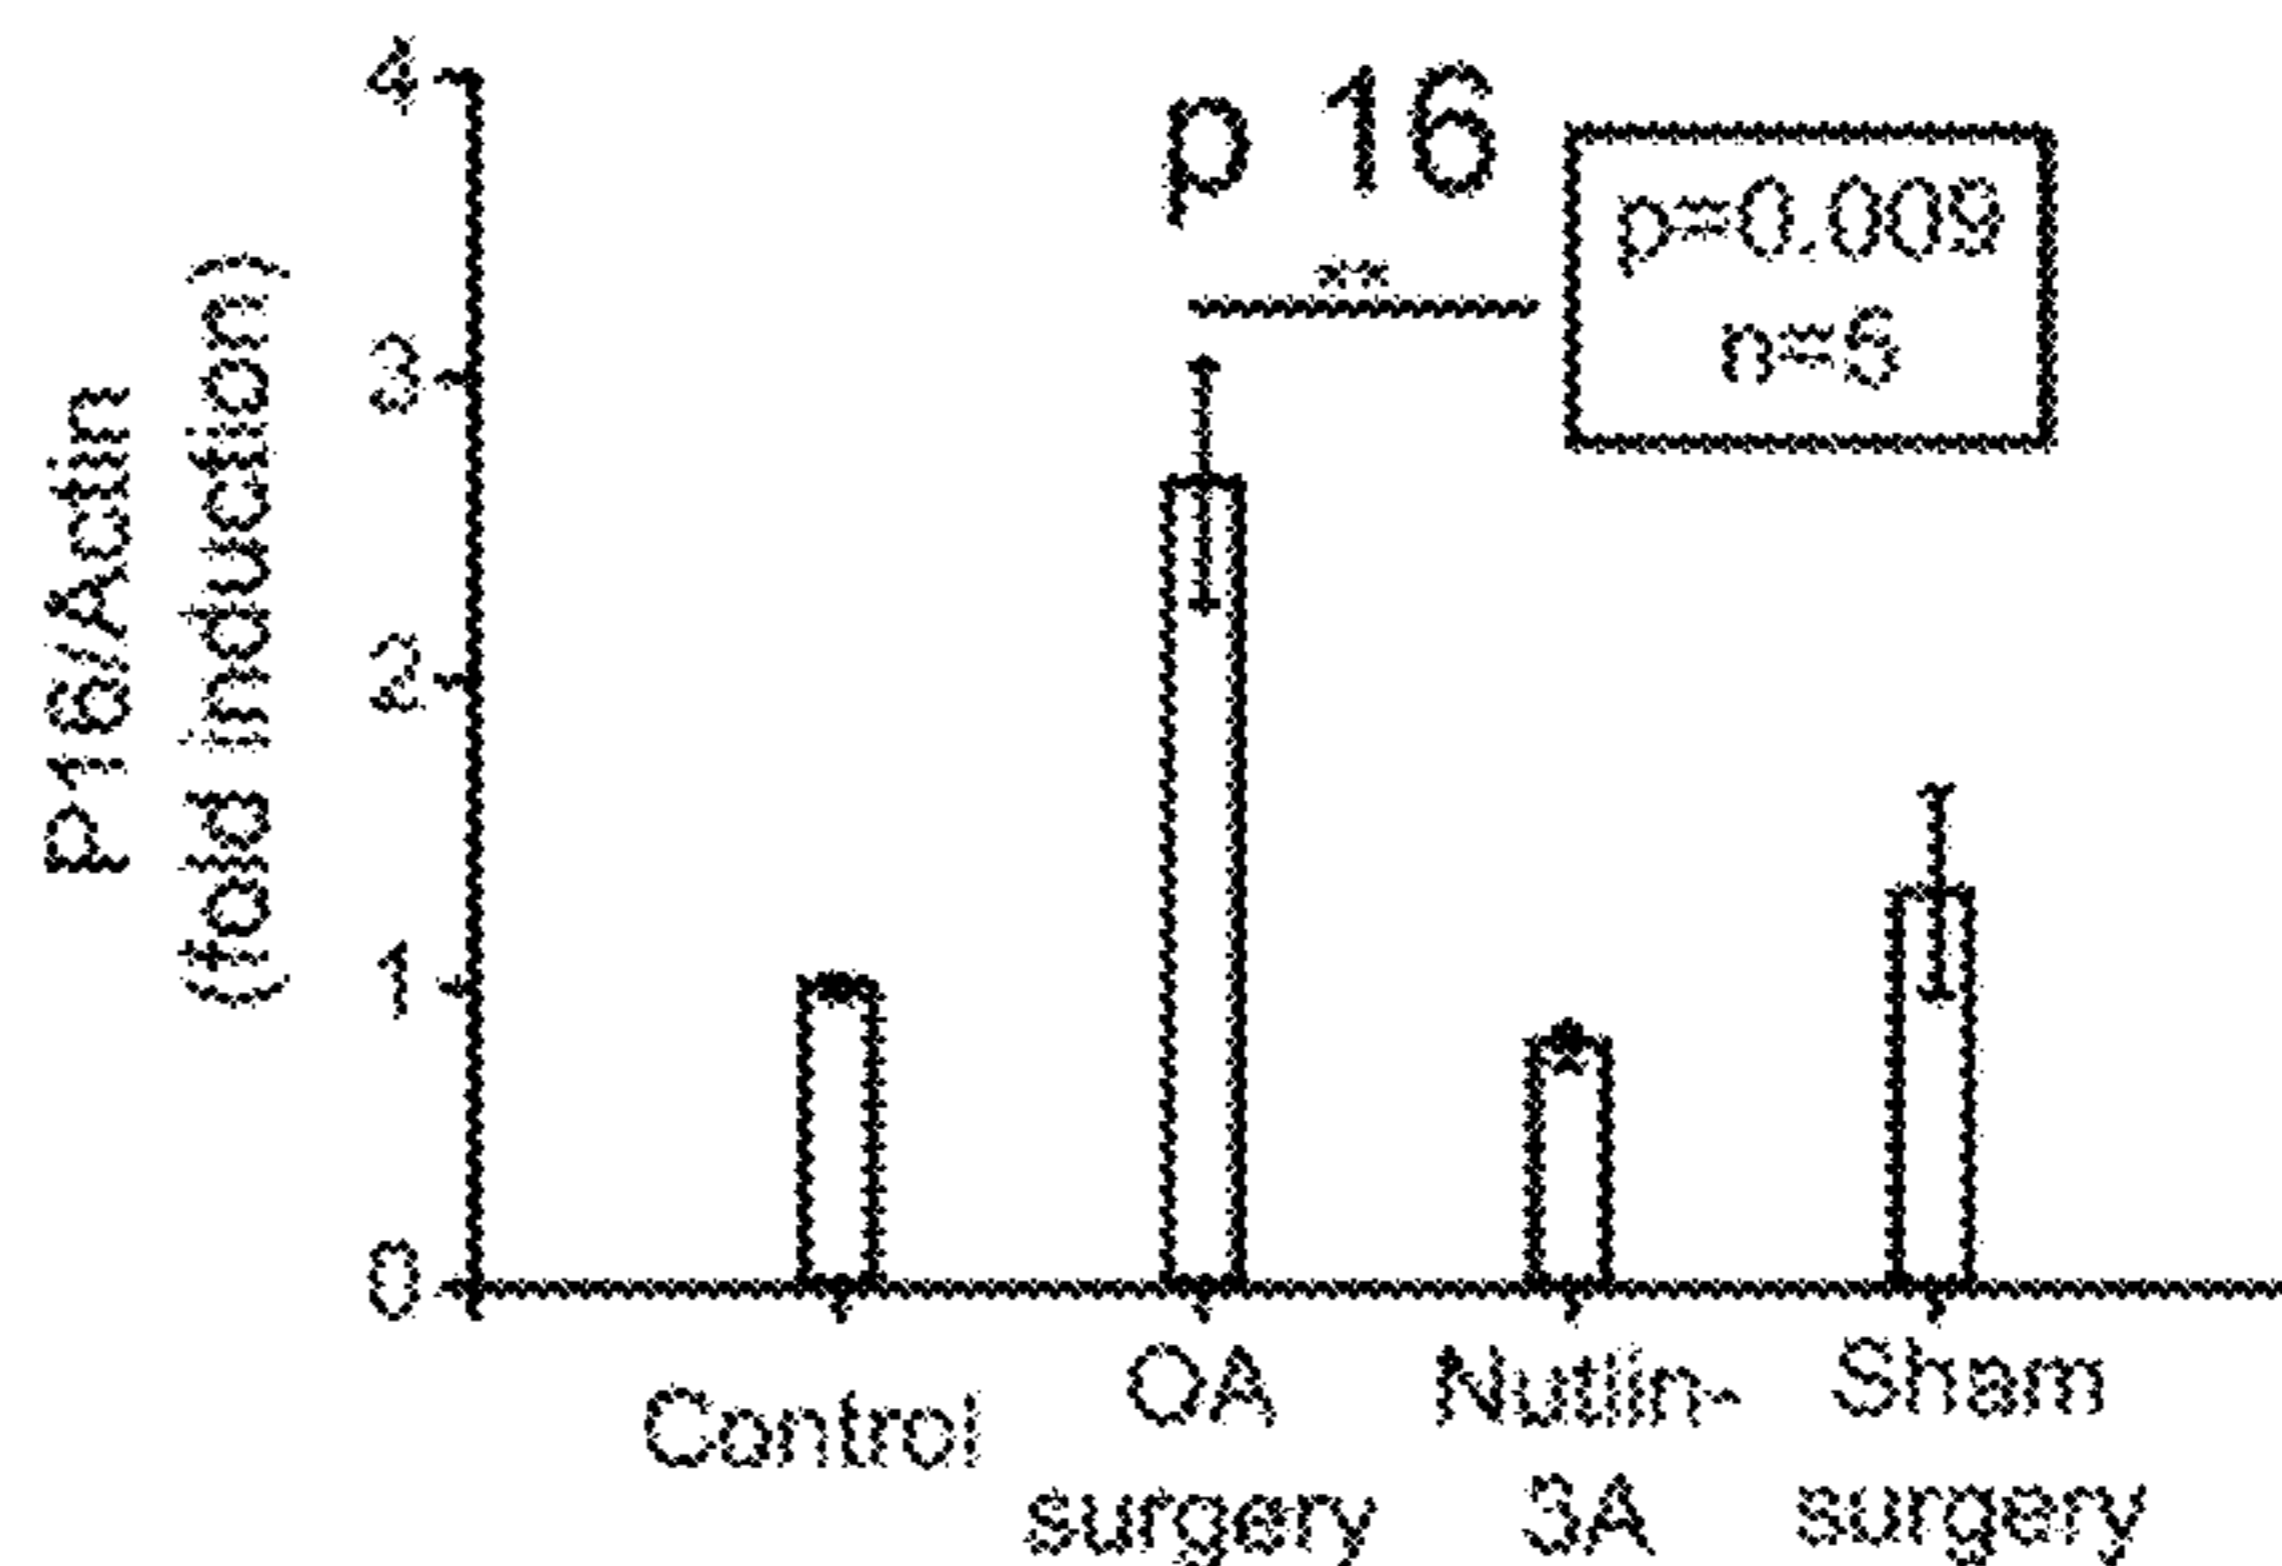 p 16
**
p=0.009
n=6
P16/Actin
(fold induction)
4
3
2
1
0
Control
OA
surgery
Nutlin-
3A
Sham
surgery